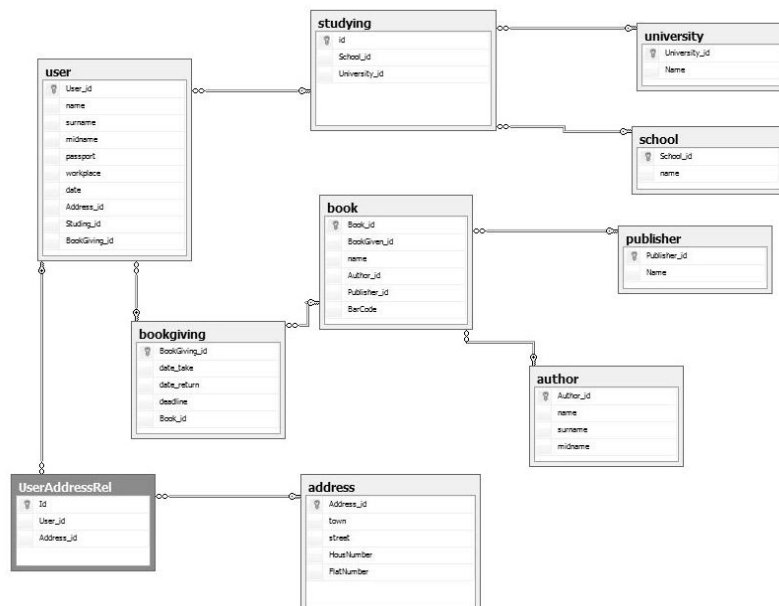 studying
id
School_id
University_id
university
University_id
Name
user
User_id
name
surname
midname
passport
workplace
date
Address_id
Studing_id
BookGiving_id
school
School_id
name
book
Book_id
BookGiven_id
name
Author_id
Publisher_id
BarCode
publisher
Publisher_id
Name
bookgiving
BookGiving_id
date_take
date_return
deadline
Book_id
author
Author_id
name
surname
midname
UserAddressRel
Id
User_id
Address_id
address
Address_id
town
street
HousNumber
FlatNumber